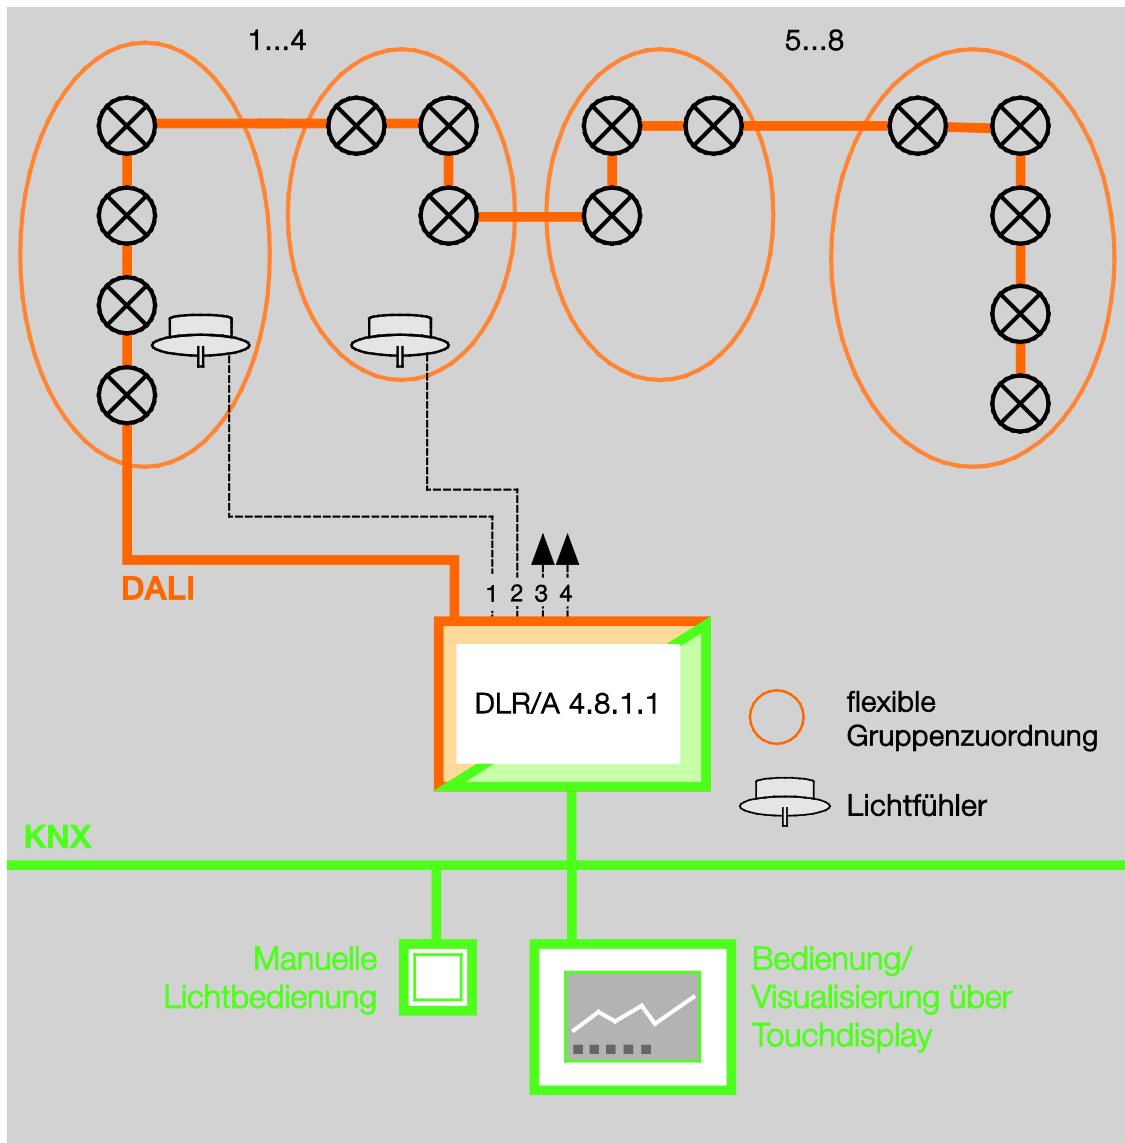 1...4
5...8
DALI
1 2 3 4
DLR/A 4.8.1.1
flexible
Gruppenzuordnung
Lichtfühler
KNX
Manuelle
Lichtbedienung
Bedienung/
Visualisierung über
Touchdisplay